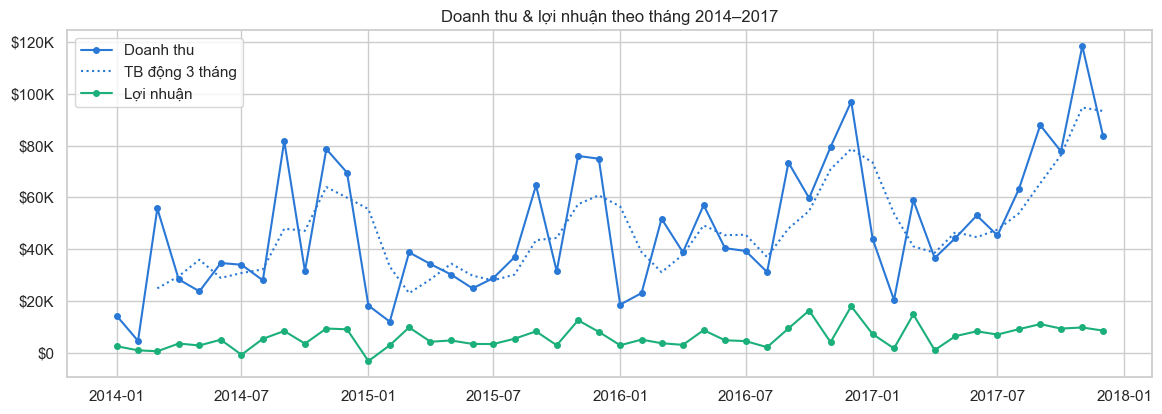 Doanh thu & lợi nhuận theo tháng 2014–2017
Doanh thu
TB động 3 tháng
Lợi nhuận
$120K
$100K
$80K
$60K
$40K
$20K
$0
2014-01
2014-07
2015-01
2015-07
2016-01
2016-07
2017-01
2017-07
2018-01